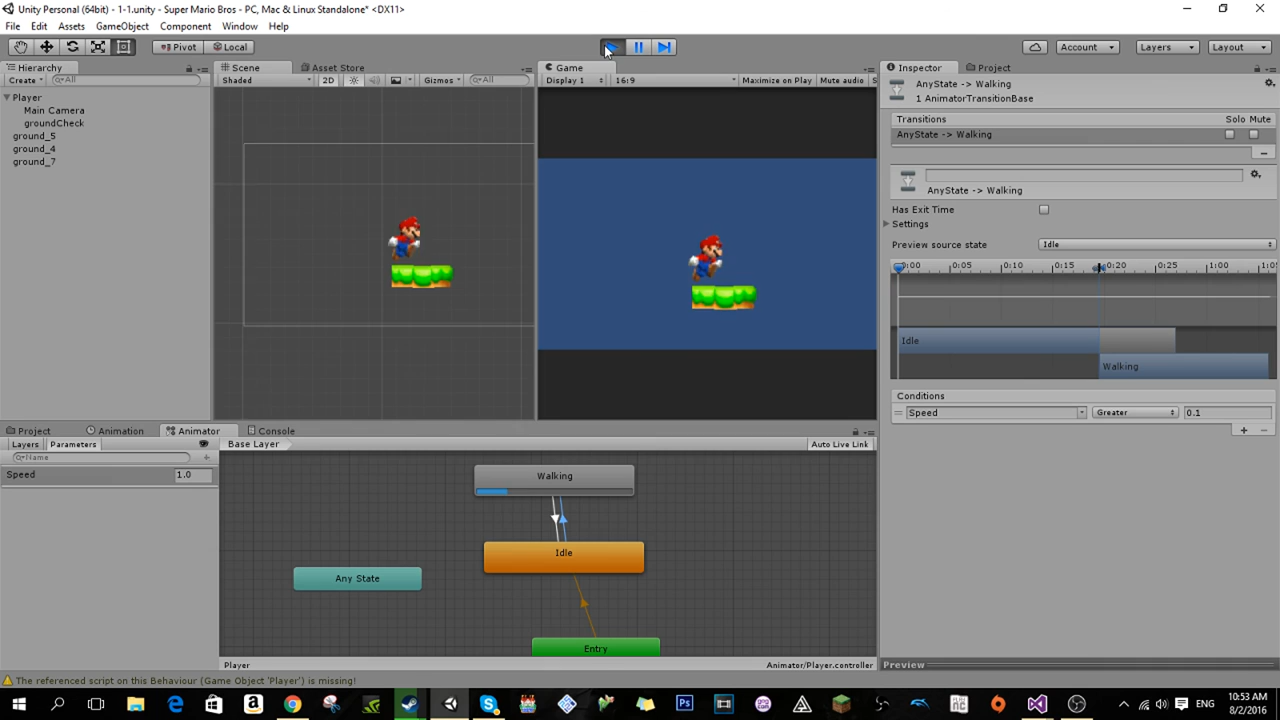 Unity Personal (64bit) - 1-1.unity - Super Mario Bros - PC, Mac & Linux Standalone* <DX11>
File Edit Assets GameObject Component Window Help
Pivot Local Account Layers Layout
Hierarchy Scene Asset Store Game Inspector Project
Create All Shaded 2D Gizmos All Display 1 16:9 Maximize on Play Mute audio S
AnyState -> Walking
1 AnimatorTransitionBase
Player
Main Camera
groundCheck
ground_5
ground_4
ground_7
Transitions Solo Mute
AnyState -> Walking
AnyState -> Walking
Has Exit Time
Settings
Preview source state Idle
0:00 0:05 0:10 0:15 0:20 0:25 1:00 1:0
Idle
Walking
Conditions
Speed Greater 0.1
Project Animation Animator Console
Layers Parameters Base Layer Auto Live Link
Name
Speed 1.0
Walking
Idle
Any State
Entry
Player Animator/Player.controller
Preview
The referenced script on this Behaviour (Game Object 'Player') is missing!
ENG
10:53 AM
8/2/2016